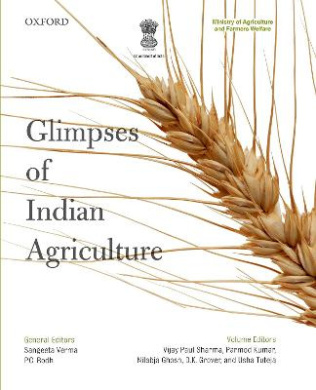 OXFORD
Ministry of Agriculture
and Farmers Welfare
Glimpses
of
Indian
Agriculture
General Editors
Sangeeta Verma
P.C. Bodh
Volume Editors
Vijay Paul Sharma, Parmod Kumar,
Nilabja Ghosh, D.K. Grover, and Usha Tuteja